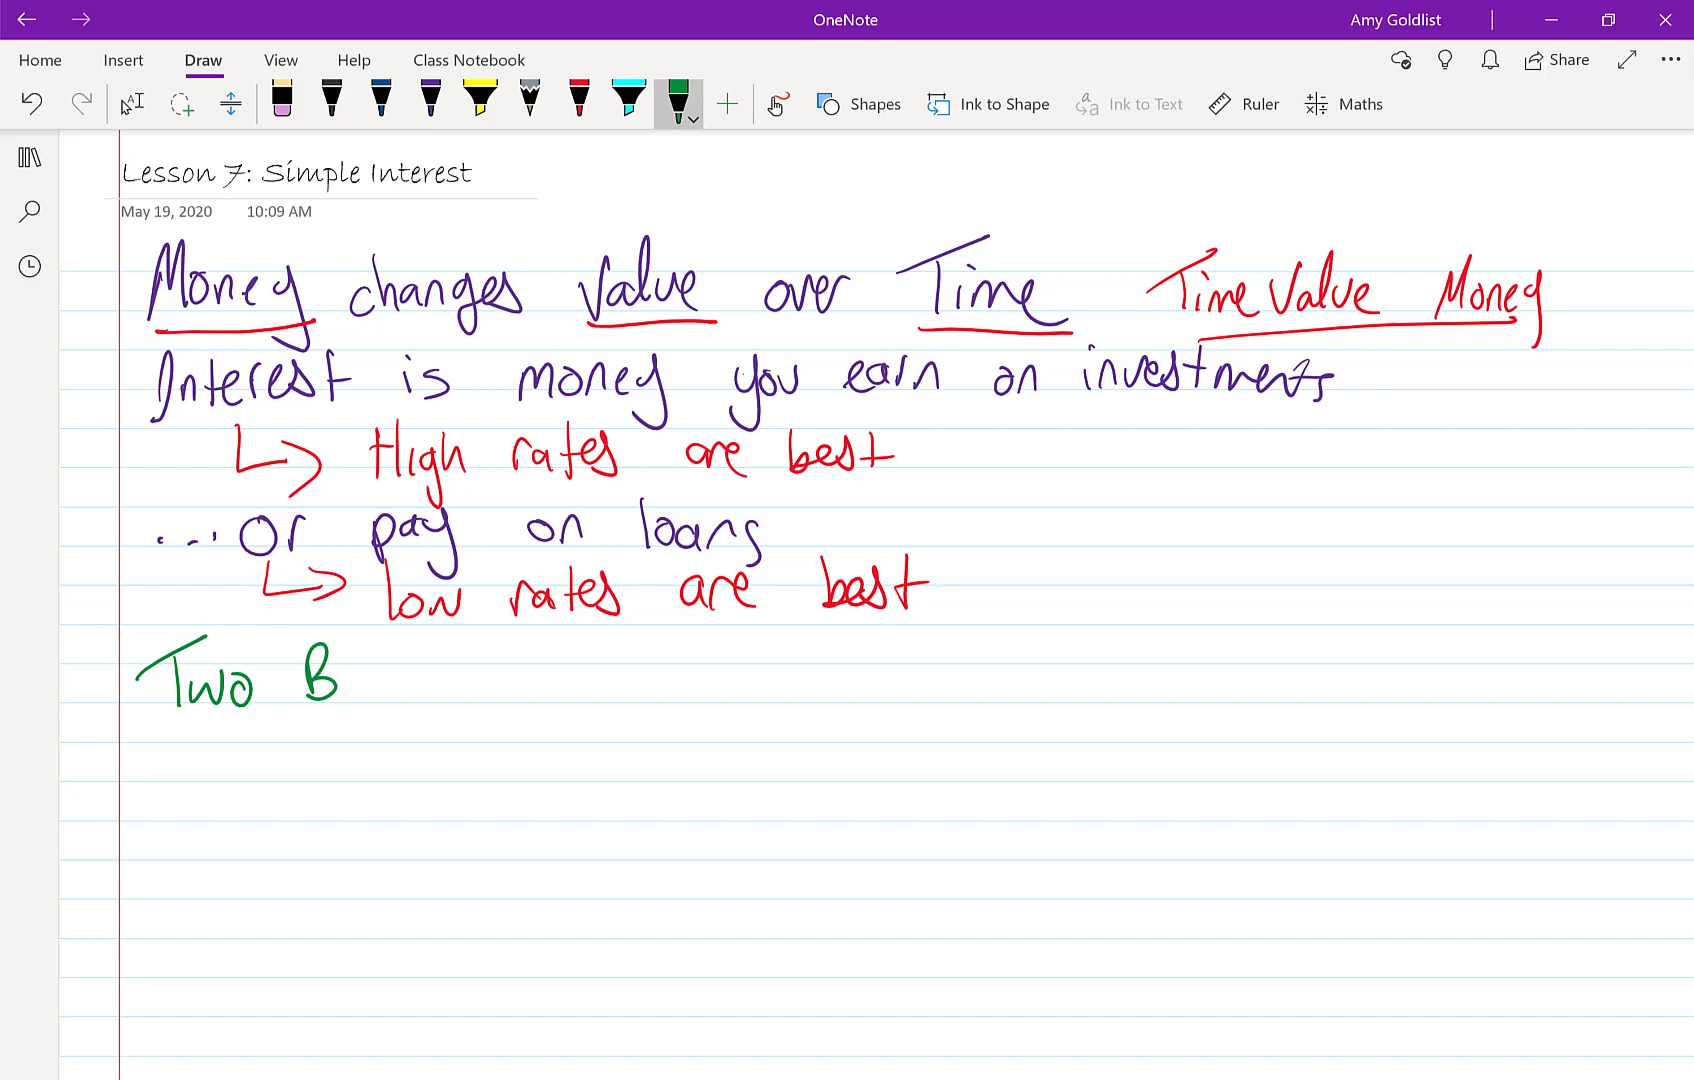 OneNote
Amy Goldlist
Home Insert Draw View Help Class Notebook
Share
Shapes Ink to Shape Ink to Text Ruler Maths
Lesson 7: Simple Interest
May 19, 2020 10:09 AM
Money changes Value over Time Time Value Money
Interest is money you earn on investments
High rates are best
... Or pay on loans
low rates are best
Two B